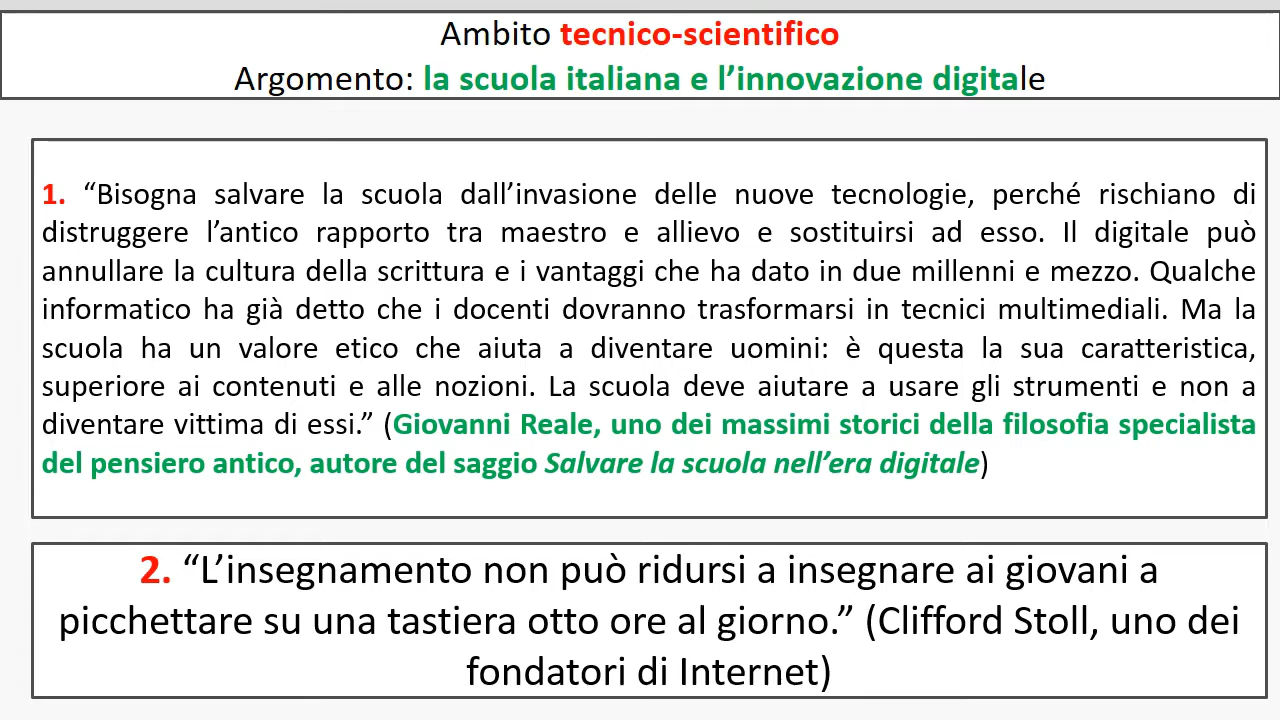 Ambito tecnico-scientifico
Argomento: la scuola italiana e l’innovazione digitale
1. “Bisogna salvare la scuola dall’invasione delle nuove tecnologie, perché rischiano di
distruggere l’antico rapporto tra maestro e allievo e sostituirsi ad esso. Il digitale può
annullare la cultura della scrittura e i vantaggi che ha dato in due millenni e mezzo. Qualche
informatico ha già detto che i docenti dovranno trasformarsi in tecnici multimediali. Ma la
scuola ha un valore etico che aiuta a diventare uomini: è questa la sua caratteristica,
superiore ai contenuti e alle nozioni. La scuola deve aiutare a usare gli strumenti e non a
diventare vittima di essi.” (Giovanni Reale, uno dei massimi storici della filosofia specialista
del pensiero antico, autore del saggio Salvare la scuola nell’era digitale)
2. “L’insegnamento non può ridursi a insegnare ai giovani a
picchettare su una tastiera otto ore al giorno.” (Clifford Stoll, uno dei
fondatori di Internet)